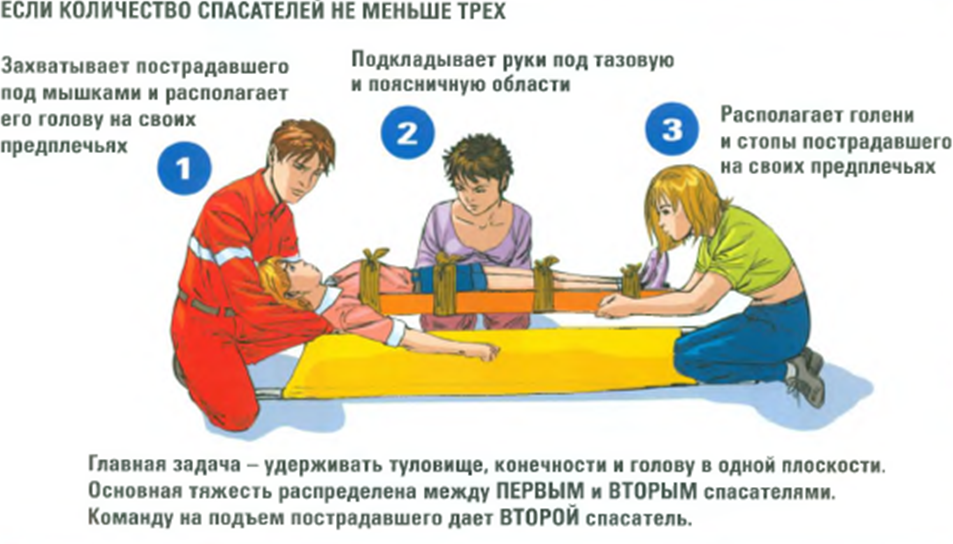 ЕСЛИ КОЛИЧЕСТВО СПАСАТЕЛЕЙ НЕ МЕНЬШЕ ТРЕХ
Захватывает пострадавшего
под мышками и располагает
его голову на своих
предплечьях
1
Подкладывает руки под тазовую
и поясничную области
2
3
Располагает голени
и стопы пострадавшего
на своих предплечьях
Главная задача – удерживать туловище, конечности и голову в одной плоскости.
Основная тяжесть распределена между ПЕРВЫМ и ВТОРЫМ спасателями.
Команду на подъем пострадавшего дает ВТОРОЙ спасатель.